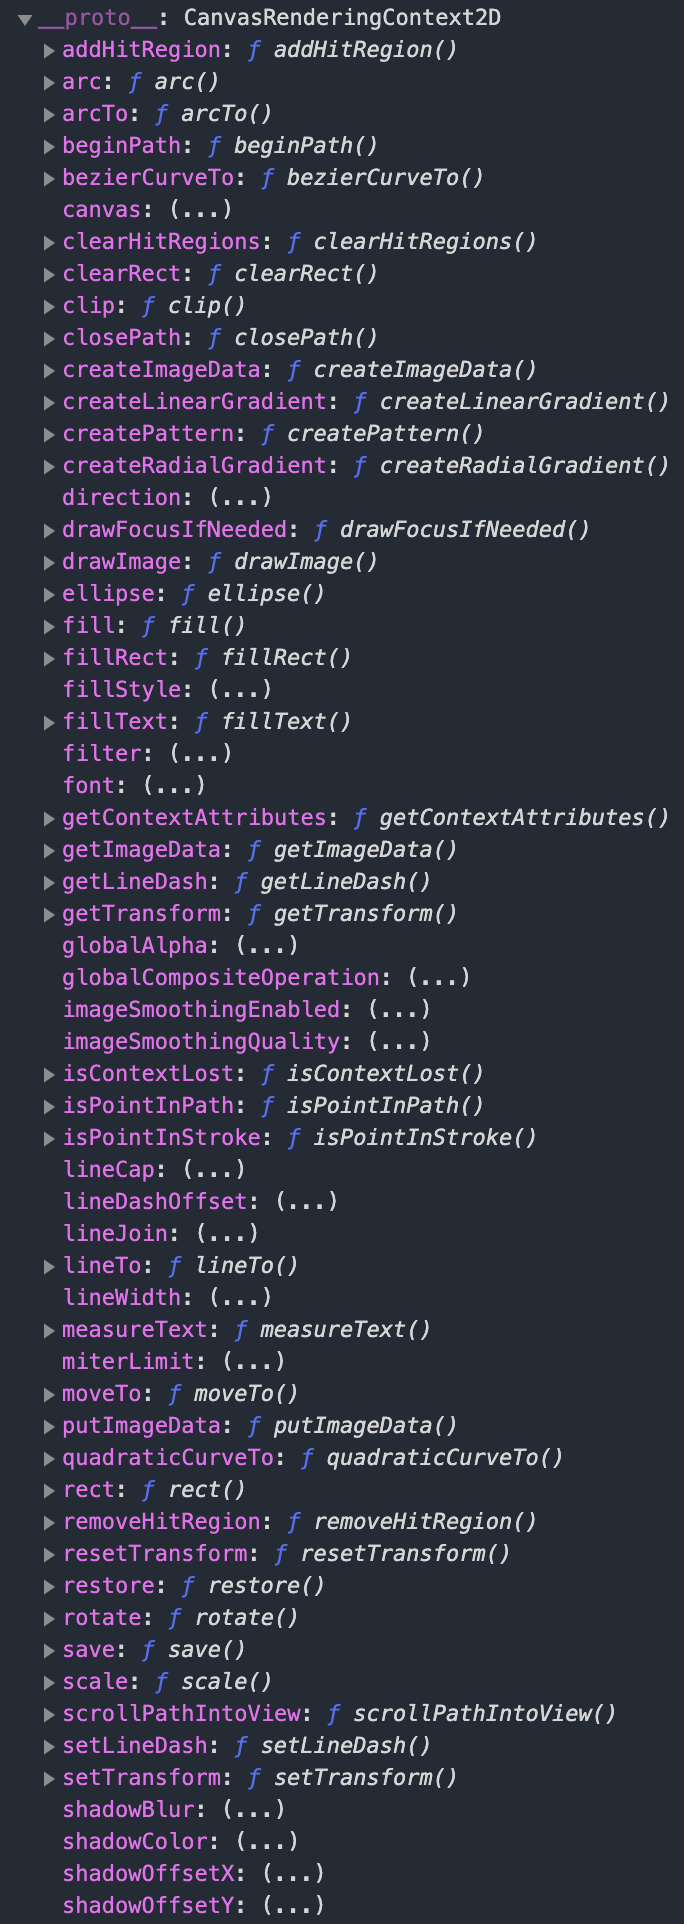 __proto__: CanvasRenderingContext2D
addHitRegion: ƒ addHitRegion()
arc: ƒ arc()
arcTo: ƒ arcTo()
beginPath: ƒ beginPath()
bezierCurveTo: ƒ bezierCurveTo()
canvas: (...)
clearHitRegions: ƒ clearHitRegions()
clearRect: ƒ clearRect()
clip: ƒ clip()
closePath: ƒ closePath()
createImageData: ƒ createImageData()
createLinearGradient: ƒ createLinearGradient()
createPattern: ƒ createPattern()
createRadialGradient: ƒ createRadialGradient()
direction: (...)
drawFocusIfNeeded: ƒ drawFocusIfNeeded()
drawImage: ƒ drawImage()
ellipse: ƒ ellipse()
fill: ƒ fill()
fillRect: ƒ fillRect()
fillStyle: (...)
fillText: ƒ fillText()
filter: (...)
font: (...)
getContextAttributes: ƒ getContextAttributes()
getImageData: ƒ getImageData()
getLineDash: ƒ getLineDash()
getTransform: ƒ getTransform()
globalAlpha: (...)
globalCompositeOperation: (...)
imageSmoothingEnabled: (...)
imageSmoothingQuality: (...)
isContextLost: ƒ isContextLost()
isPointInPath: ƒ isPointInPath()
isPointInStroke: ƒ isPointInStroke()
lineCap: (...)
lineDashOffset: (...)
lineJoin: (...)
lineTo: ƒ lineTo()
lineWidth: (...)
measureText: ƒ measureText()
miterLimit: (...)
moveTo: ƒ moveTo()
putImageData: ƒ putImageData()
quadraticCurveTo: ƒ quadraticCurveTo()
rect: ƒ rect()
removeHitRegion: ƒ removeHitRegion()
resetTransform: ƒ resetTransform()
restore: ƒ restore()
rotate: ƒ rotate()
save: ƒ save()
scale: ƒ scale()
scrollPathIntoView: ƒ scrollPathIntoView()
setLineDash: ƒ setLineDash()
setTransform: ƒ setTransform()
shadowBlur: (...)
shadowColor: (...)
shadowOffsetX: (...)
shadowOffsetY: (...)